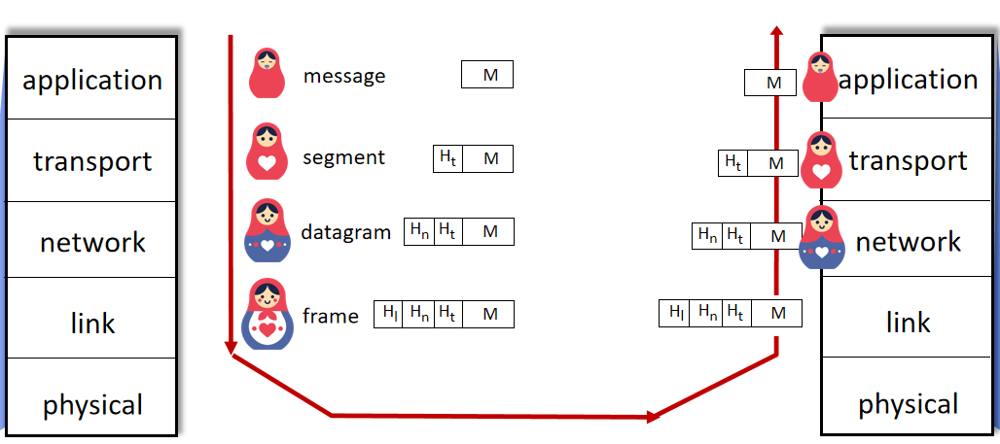 application
message
M
M
application
transport
segment
Ht
M
Ht
M
transport
network
datagram
Hn
Ht
M
Hn
Ht
M
network
link
frame
Hl
Hn
Ht
M
Hl
Hn
Ht
M
link
physical
physical